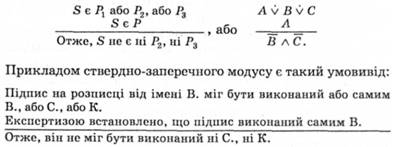 S є P₁ або P₂, або P₃
S є P
Отже, S не є ні P₂, ні P₃
, або
A ∨̇ B ∨̇ C
A
B̅ ∧ C̅.
Прикладом ствердно-заперечного модусу є такий умовивід:
Підпис на розписці від імені В. міг бути виконаний або самим
В., або С., або К.
Експертизою встановлено, що підпис виконаний самим В.
Отже, він не міг бути виконаний ні С., ні К.